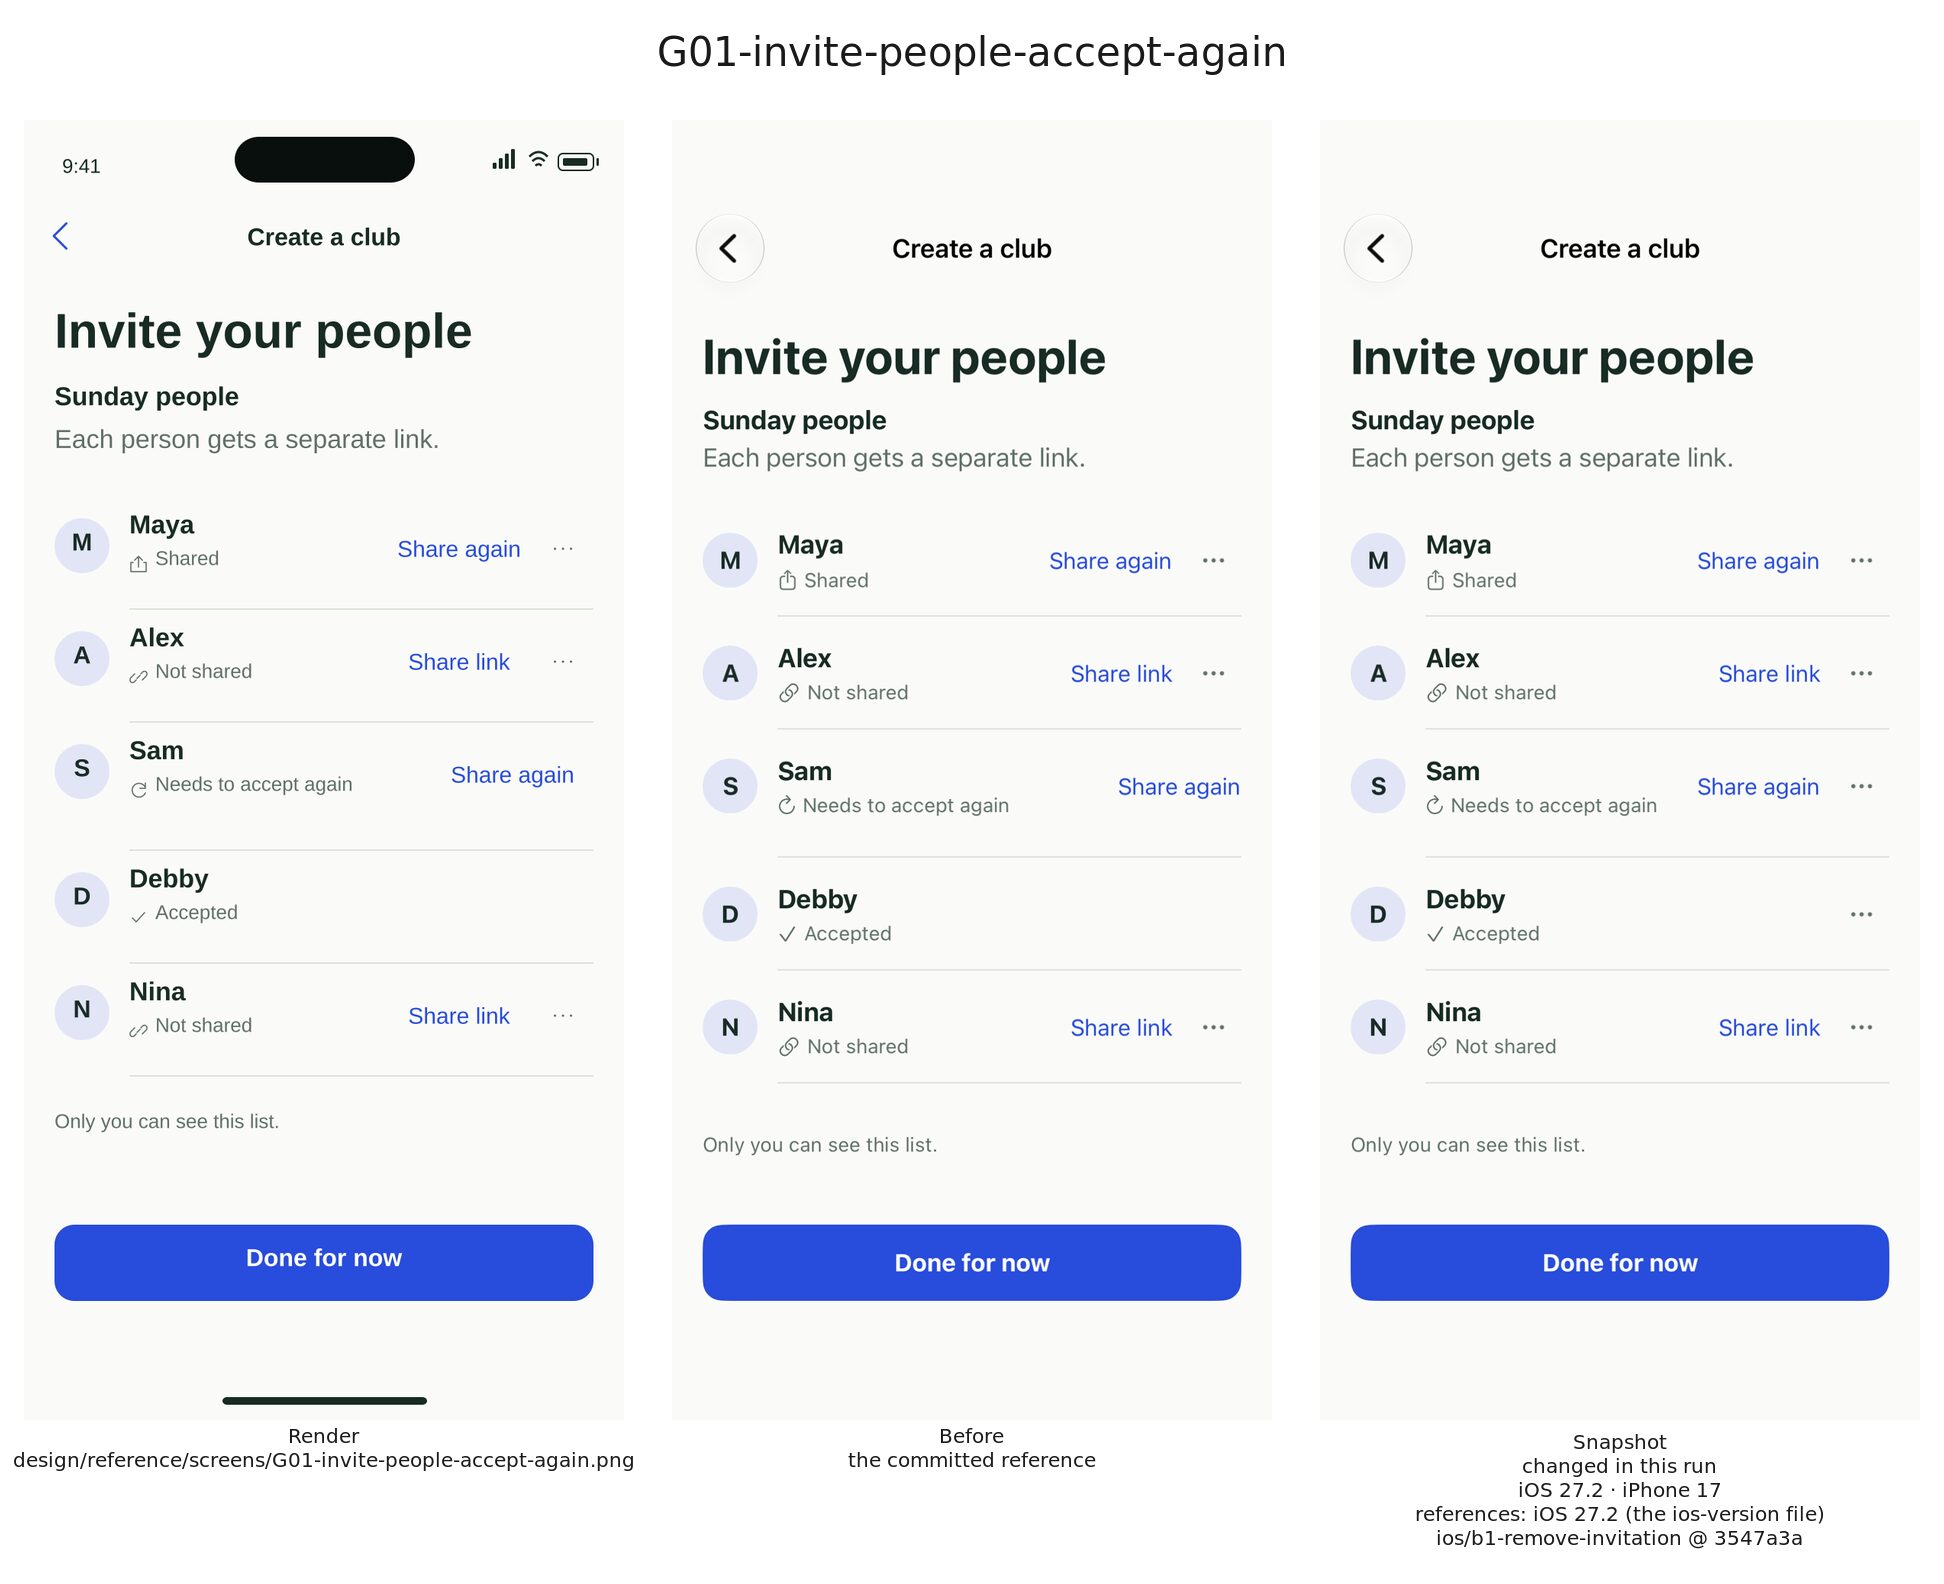 G01-invite-people-accept-again
9:41
Create a club
Invite your people
Sunday people
Each person gets a separate link.
M
Maya
Shared
Share again
A
Alex
Not shared
Share link
S
Sam
Needs to accept again
Share again
D
Debby
Accepted
N
Nina
Not shared
Share link
Only you can see this list.
Done for now
Render
design/reference/screens/G01-invite-people-accept-again.png
Create a club
Invite your people
Sunday people
Each person gets a separate link.
M
Maya
Shared
Share again
A
Alex
Not shared
Share link
S
Sam
Needs to accept again
Share again
D
Debby
Accepted
N
Nina
Not shared
Share link
Only you can see this list.
Done for now
Before
the committed reference
Create a club
Invite your people
Sunday people
Each person gets a separate link.
M
Maya
Shared
Share again
A
Alex
Not shared
Share link
S
Sam
Needs to accept again
Share again
D
Debby
Accepted
N
Nina
Not shared
Share link
Only you can see this list.
Done for now
Snapshot
changed in this run
iOS 27.2 · iPhone 17
references: iOS 27.2 (the ios-version file)
ios/b1-remove-invitation @ 3547a3a